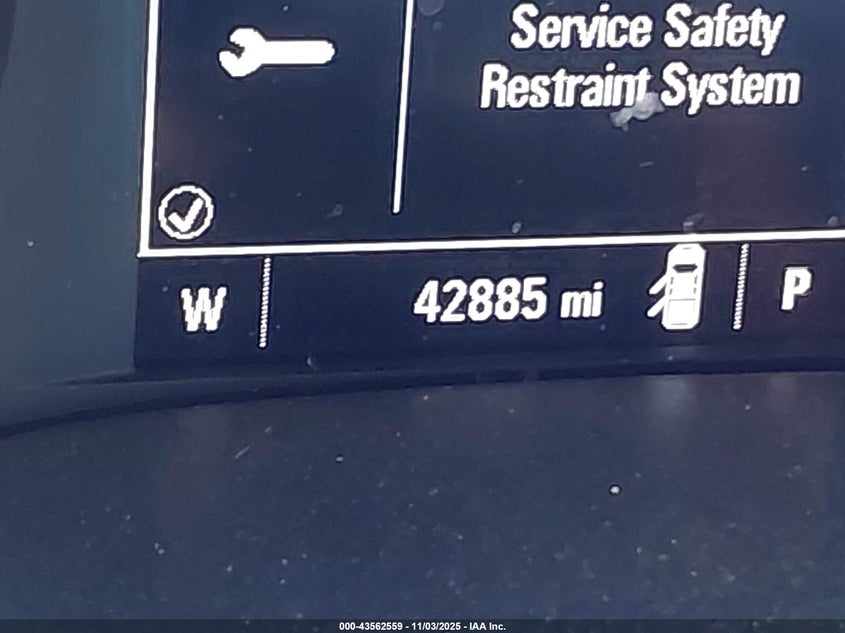 Service Safety
Restraint System
W 42885 mi P
000-43562559 - 11/03/2025 - IAA Inc.